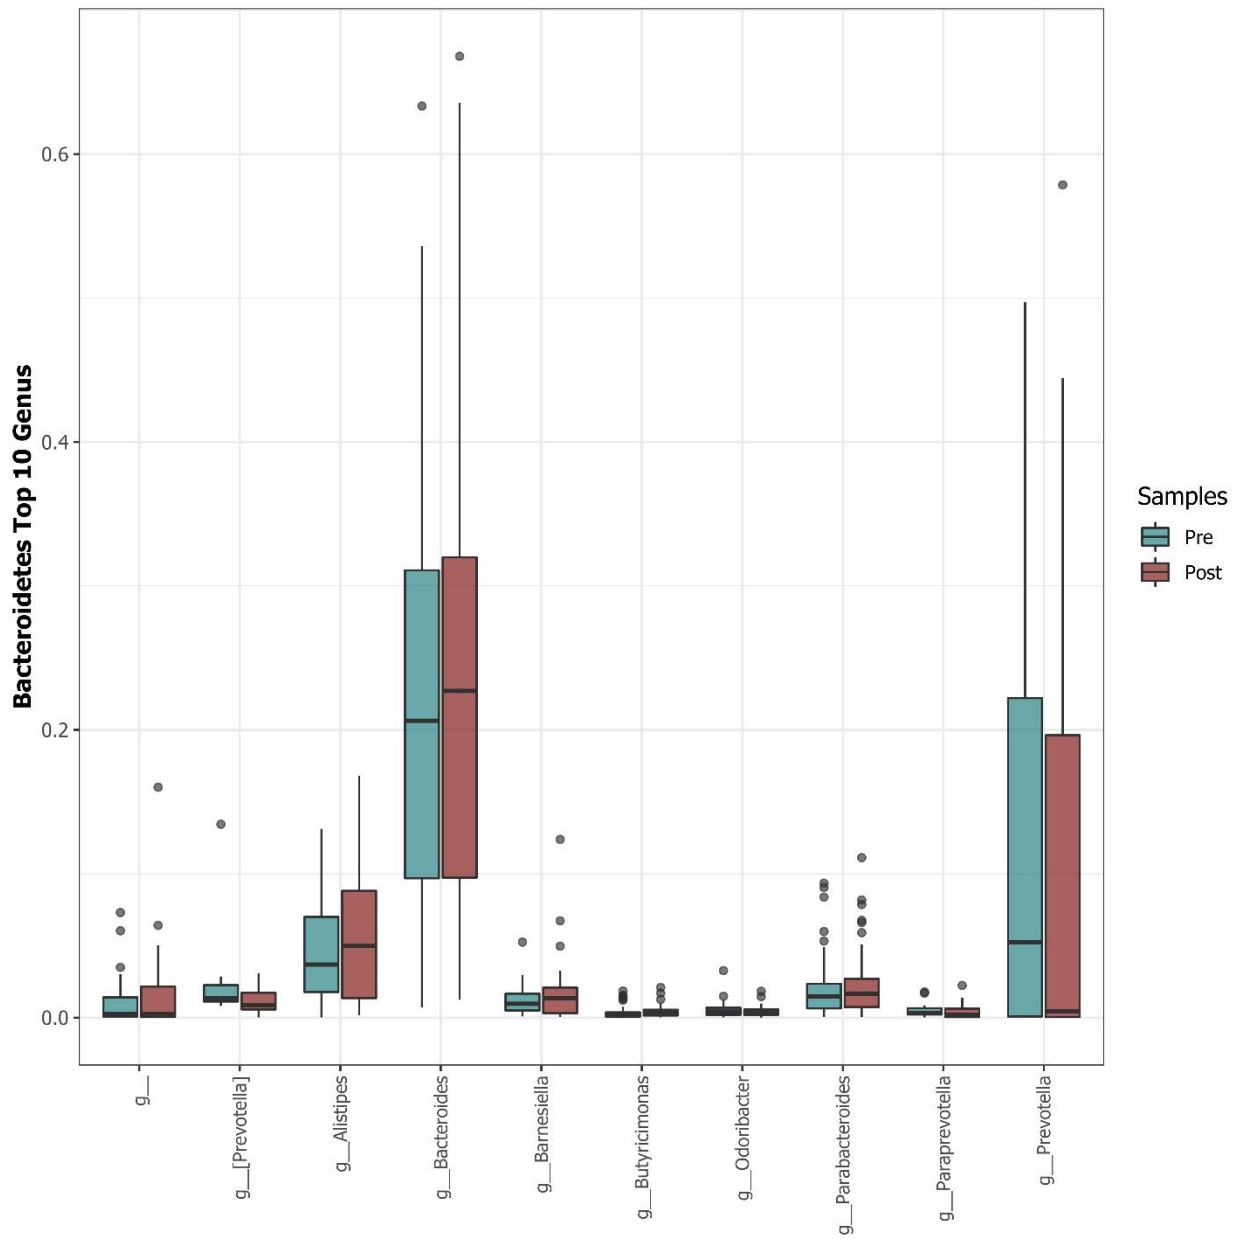 Bacteroidetes Top 10 Genus
0.6
0.4
0.2
0.0
g__
g__[Prevotella]
g__Alistipes
g__Bacteroides
g__Barnesiella
g__Butyricimonas
g__Odoribacter
g__Parabacteroides
g__Paraprevotella
g__Prevotella
Samples
Pre
Post